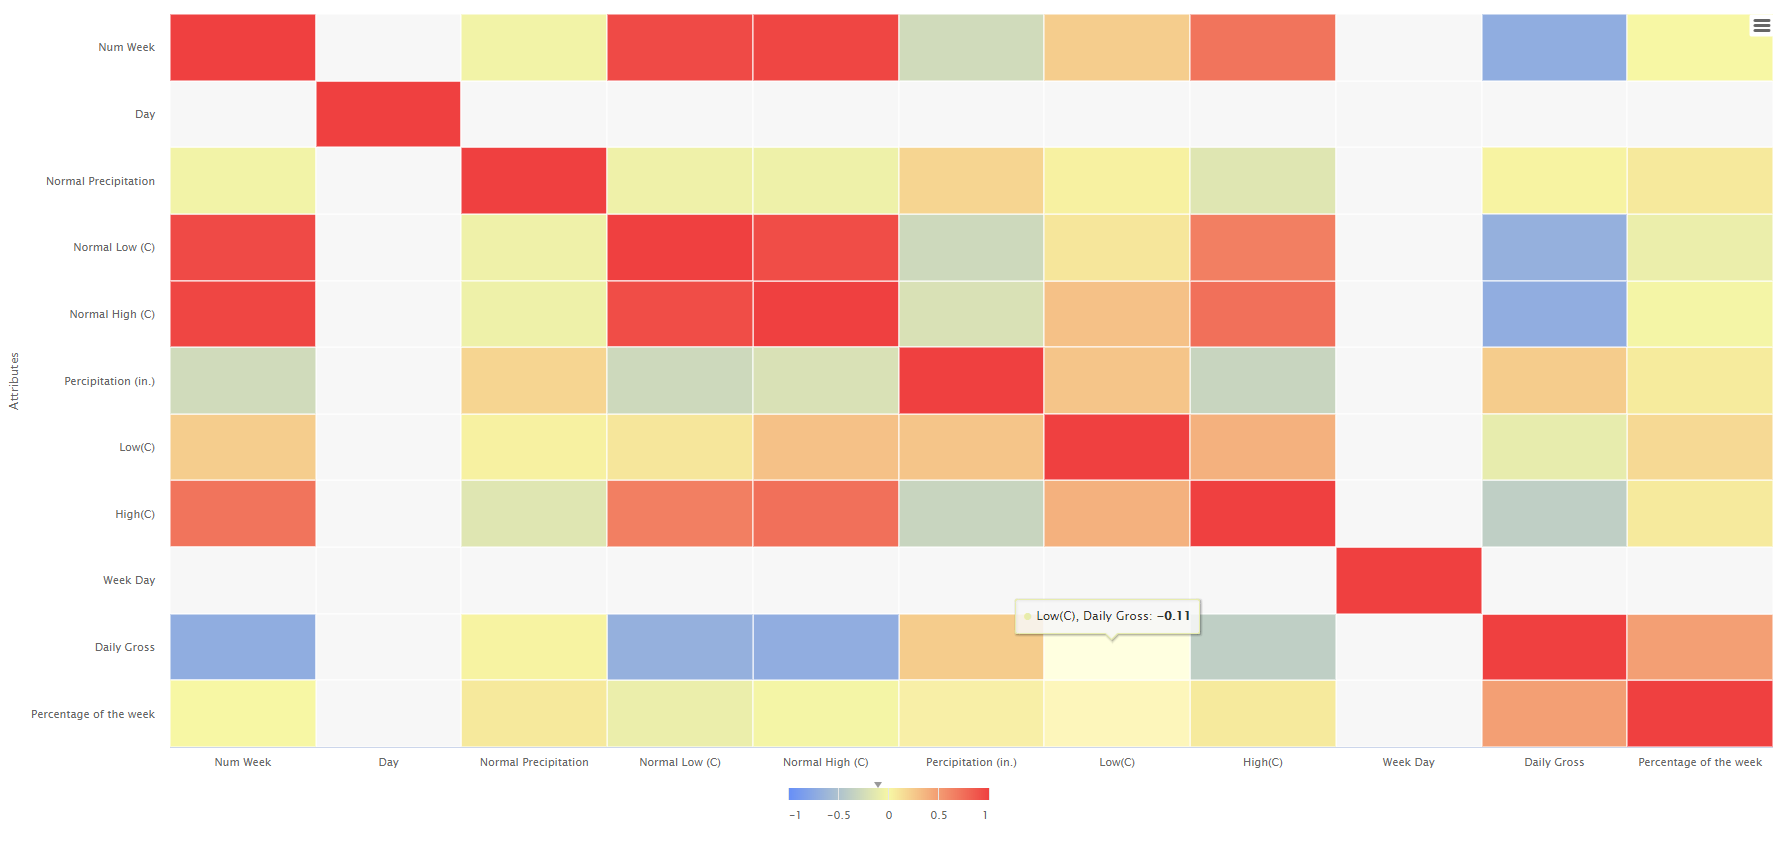 Num Week
Day
Normal Precipitation
Normal Low (C)
Normal High (C)
Percipitation (in.)
Low(C)
High(C)
Week Day
Daily Gross
Percentage of the week
Attributes
Low(C), Daily Gross: −0.11
Num Week Day Normal Precipitation Normal Low (C) Normal High (C) Percipitation (in.) Low(C) High(C) Week Day Daily Gross Percentage of the week
−1 −0.5 0 0.5 1